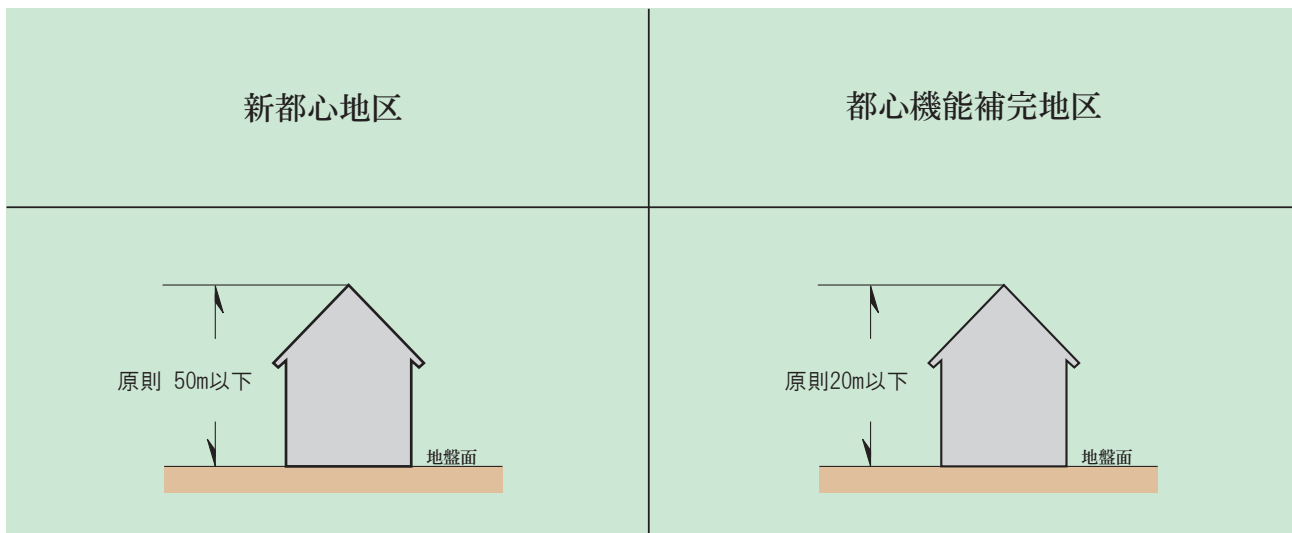 新都心地区
都心機能補完地区
原則 50m以下
地盤面
原則20m以下
地盤面